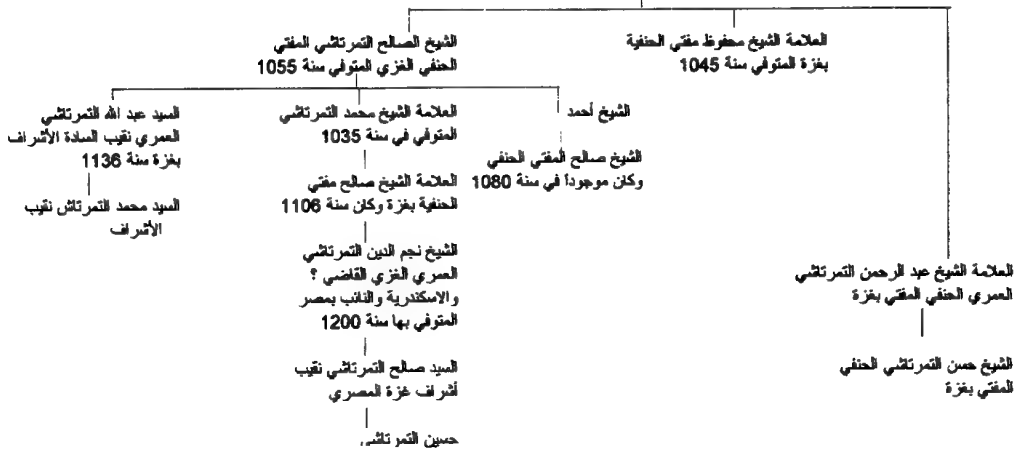 العلامة الشيخ محفوظ مفتي الحنفية
بغزة المتوفي سنة 1045
الشيخ الصالح التمرتاشي المفتي
الحنفي الغزي المتوفي سنة 1055
الشيخ أحمد
الشيخ صالح المفتي الحنفي
وكان موجوداً في سنة 1080
العلامة الشيخ محمد التمرتاشي
المتوفي في سنة 1035
العلامة الشيخ صالح مفتي
الحنفية بغزة وكان سنة 1106
الشيخ نجم الدين التمرتاشي
العمري الغزي القاضي ؟
والاسكندرية والنائب بمصر
المتوفي بها سنة 1200
السيد صالح التمرتاشي نقيب
أشراف غزة المصري
حسين التمرتاشي
السيد عبد الله التمرتاشي
العمري نقيب السادة الأشراف
بغزة سنة 1136
السيد محمد التمرتاش نقيب
الأشراف
العلامة الشيخ عبد الرحمن التمرتاشي
العمري الحنفي المفتي بغزة
الشيخ حسن التمرتاشي الحنفي
المفتي بغزة